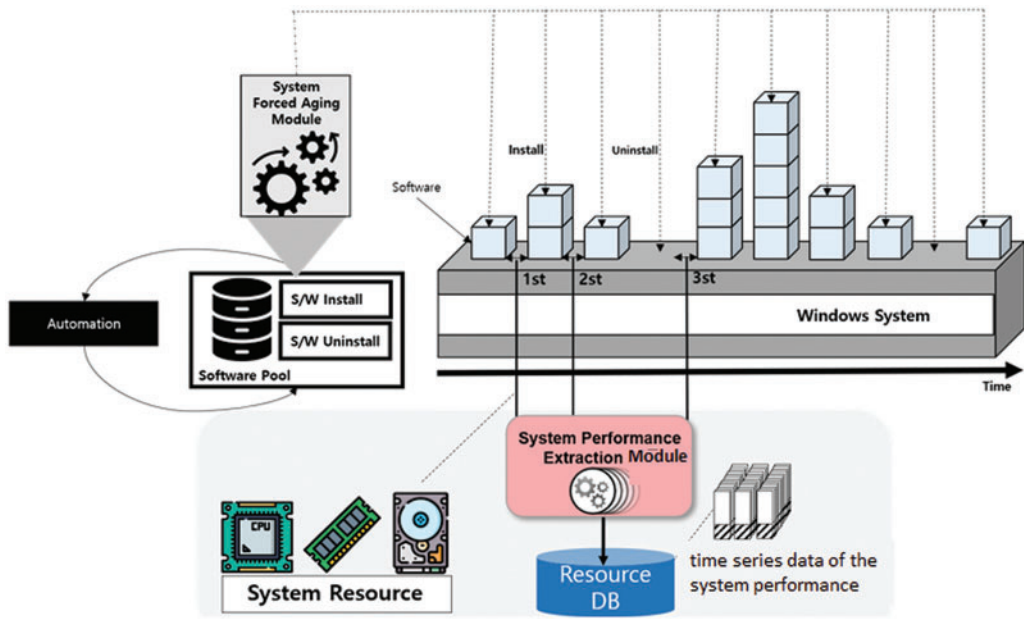 System
Forced Aging
Module
Install
Uninstall
Software
1st
2st
3st
Windows System
Time
Automation
S/W Install
S/W Uninstall
Software Pool
System Performance
Extraction Module
CPU
System Resource
Resource
DB
time series data of the
system performance